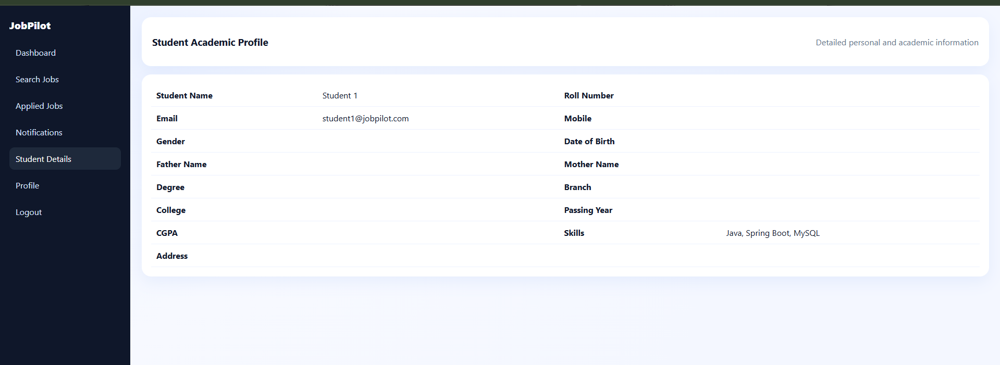 JobPilot
Dashboard
Search Jobs
Applied Jobs
Notifications
Student Details
Profile
Logout
Student Academic Profile Detailed personal and academic information
Student Name Student 1 Roll Number
Email student1@jobpilot.com Mobile
Gender Date of Birth
Father Name Mother Name
Degree Branch
College Passing Year
CGPA Skills Java, Spring Boot, MySQL
Address